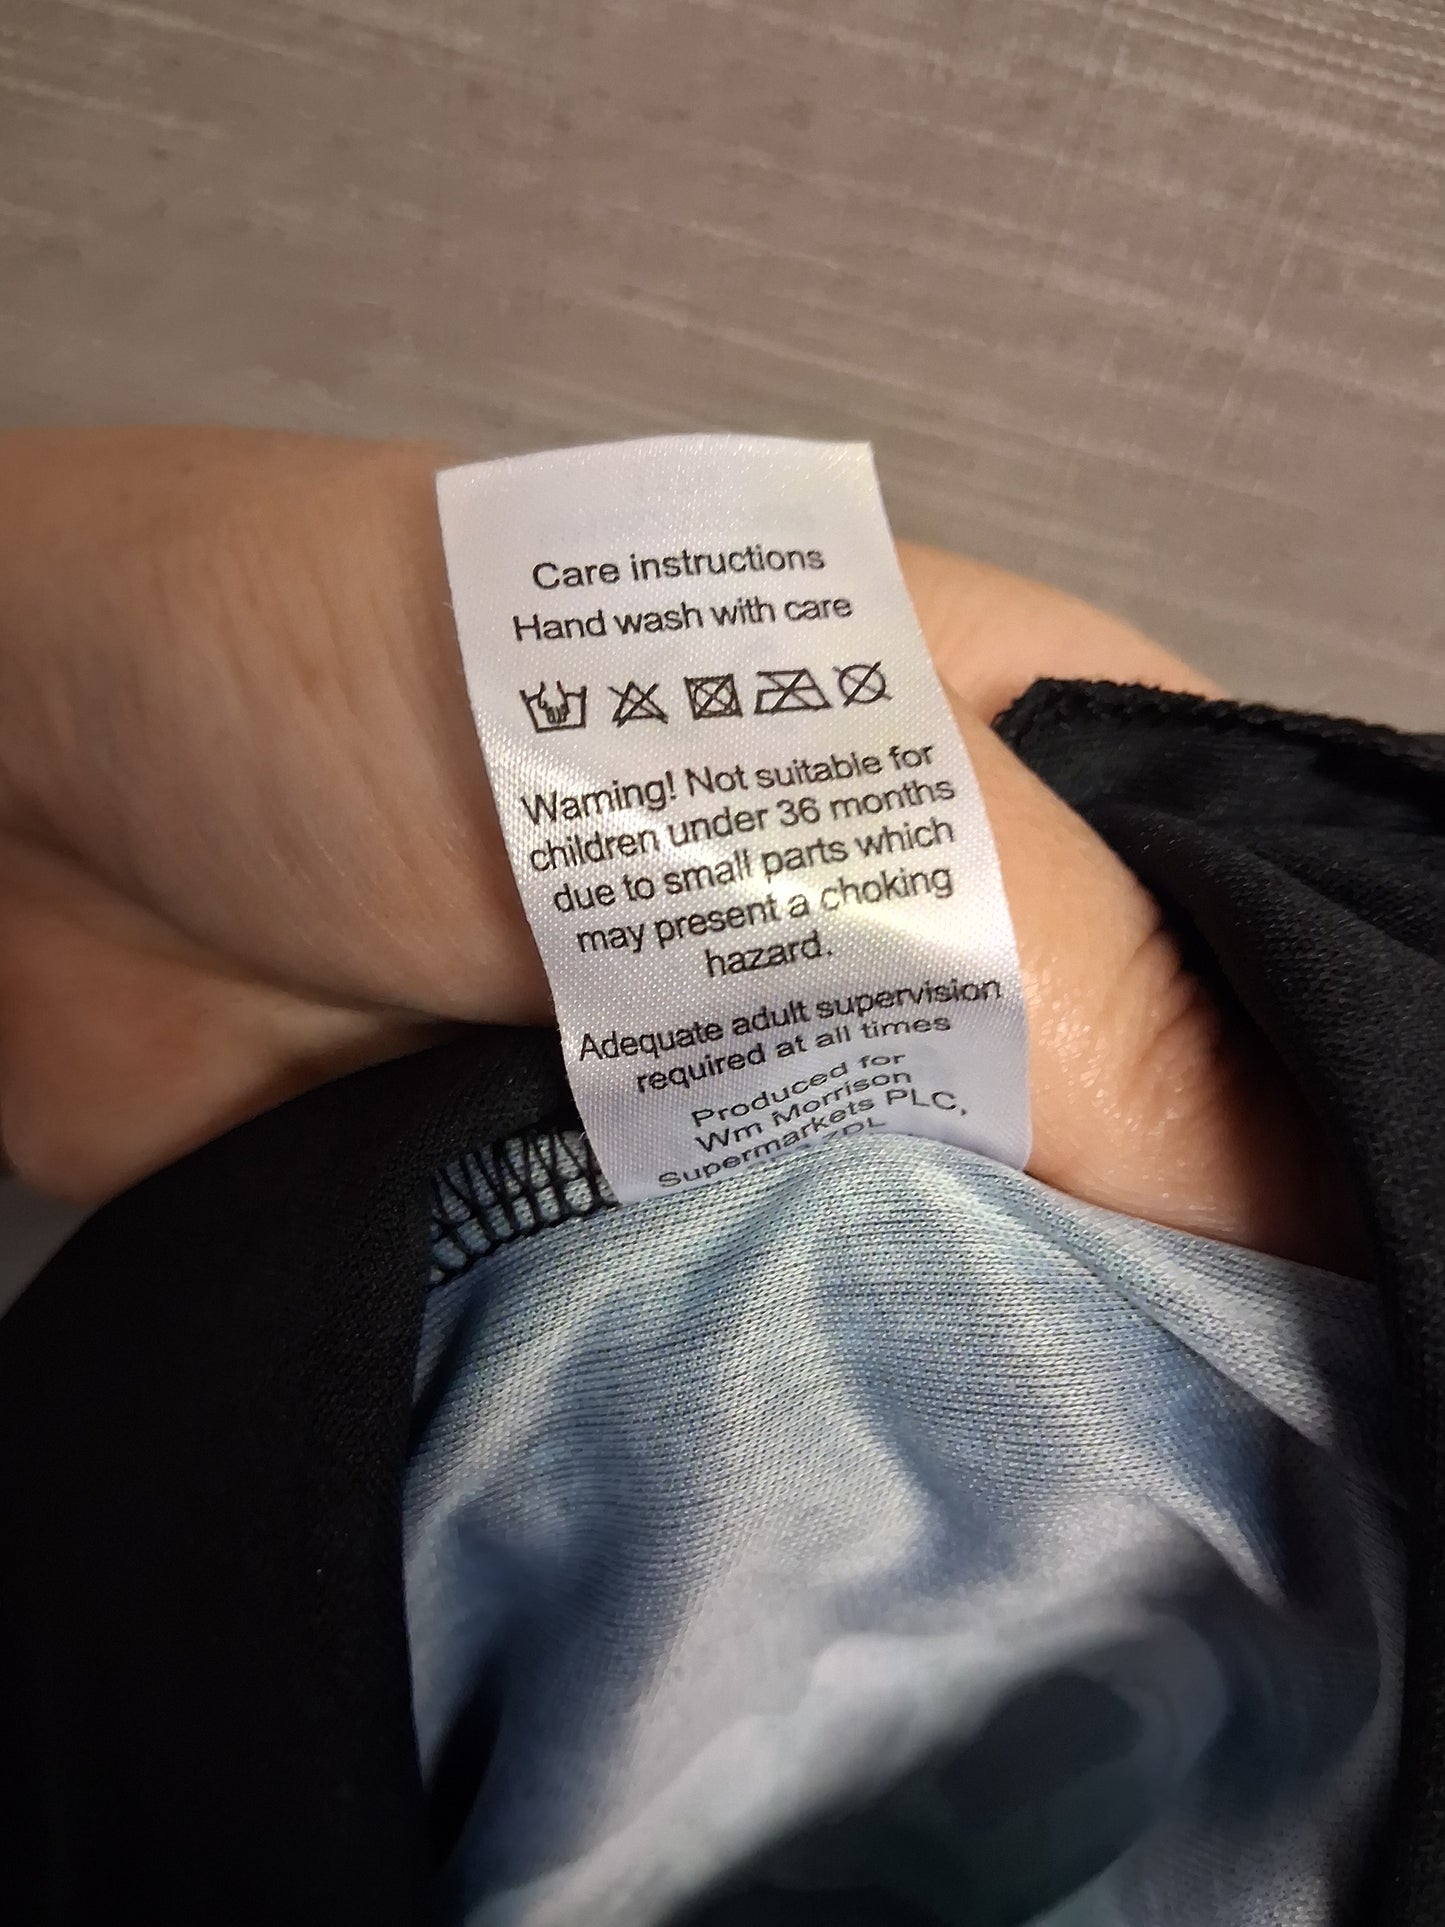 Care instructions
Hand wash with care
Warning! Not suitable for
children under 36 months
due to small parts which
may present a choking
hazard.
Adequate adult supervision
required at all times
Produced for
Wm Morrison
Supermarkets PLC,